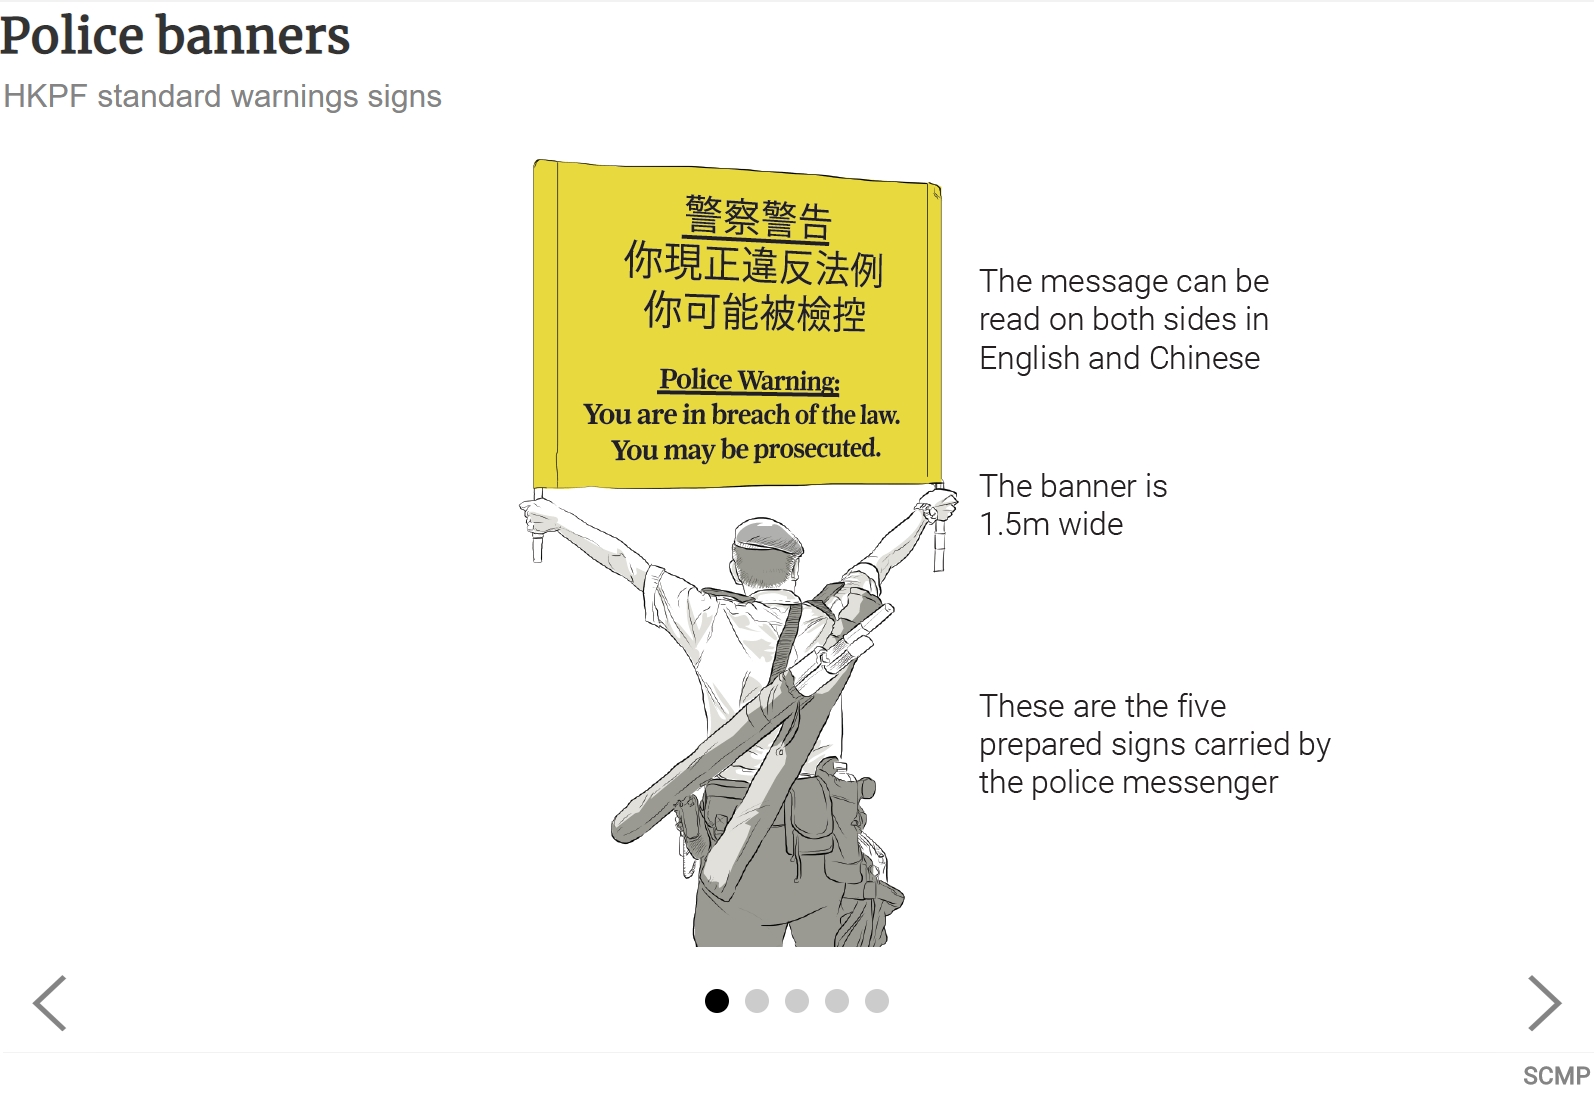 Police banners
HKPF standard warnings signs
警察警告
你現正違反法例
你可能被檢控
Police Warning:
You are in breach of the law.
You may be prosecuted.
The message can be
read on both sides in
English and Chinese
The banner is
1.5m wide
These are the five
prepared signs carried by
the police messenger
SCMP